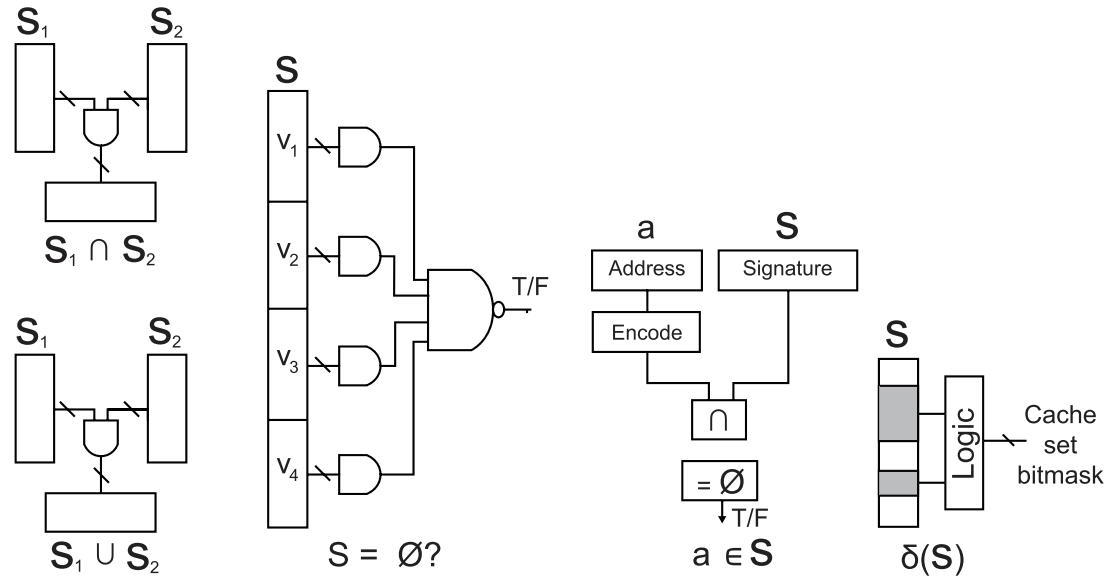 S₁ S₂
S₁ ∩ S₂
S₁ S₂
S₁ ∪ S₂
S
V₁
V₂
V₃
V₄
T/F
S = Ø?
a S
Address Signature
Encode
∩
= Ø
T/F
a ∈ S
S
Logic
Cache
set
bitmask
δ(S)